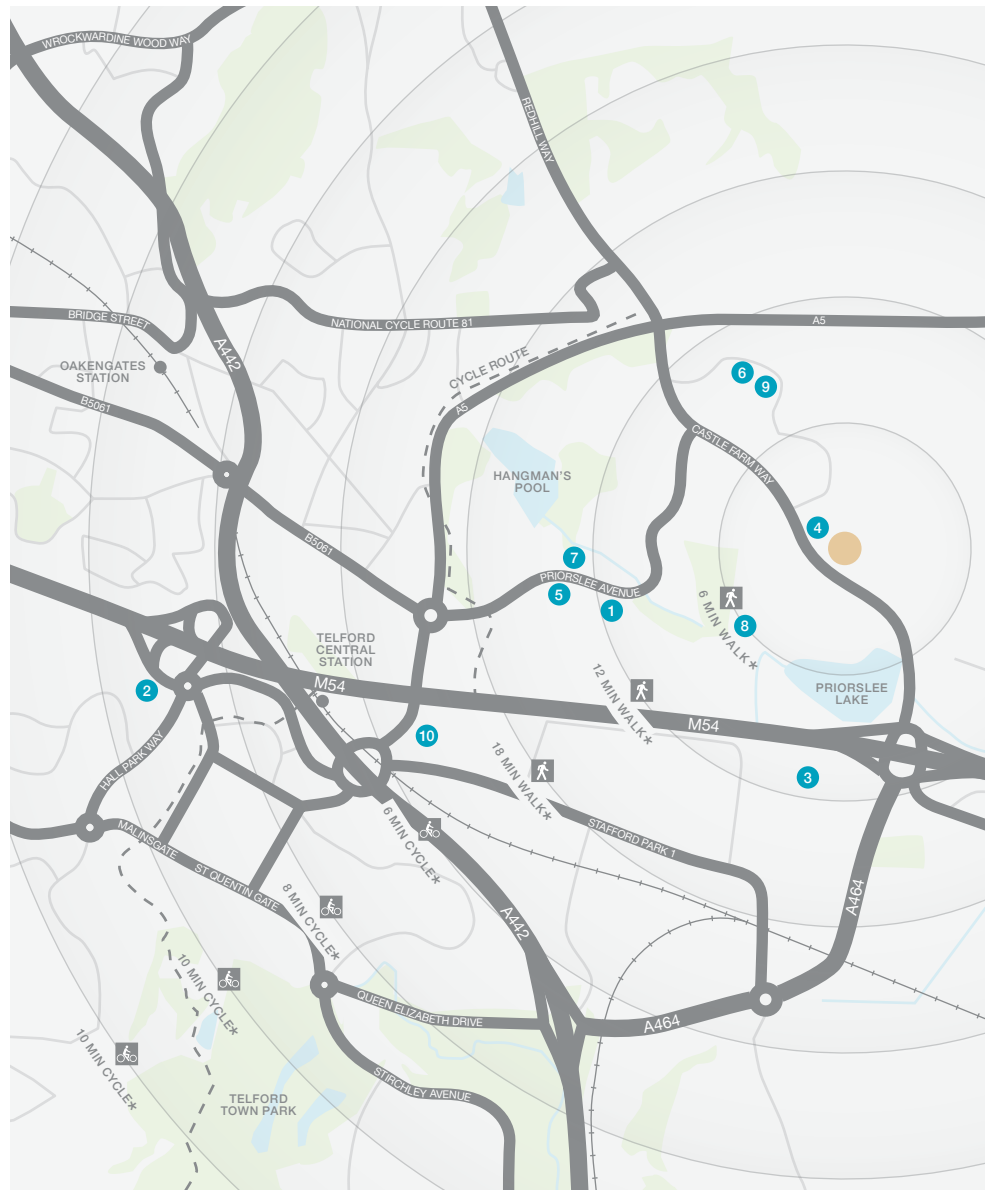 WROCKWARDINE WOOD WAY
REDHILL WAY
BRIDGE STREET
NATIONAL CYCLE ROUTE 81
A5
A442
OAKENGATES
STATION
CYCLE ROUTE
6
9
B5061
A5
CASTLE FARM WAY
HANGMAN'S
POOL
4
B5061
7
PRIORSLEE AVENUE
5
1
6 MIN WALK*
8
TELFORD
CENTRAL
STATION
M54
2
12 MIN WALK*
PRIORSLEE
LAKE
M54
10
HALL PARK WAY
18 MIN WALK*
3
MALINSGATE
6 MIN CYCLE*
STAFFORD PARK 1
ST QUENTIN GATE
8 MIN CYCLE*
A464
A442
10 MIN CYCLE*
QUEEN ELIZABETH DRIVE
A464
10 MIN CYCLE*
STIRCHLEY AVENUE
TELFORD
TOWN PARK